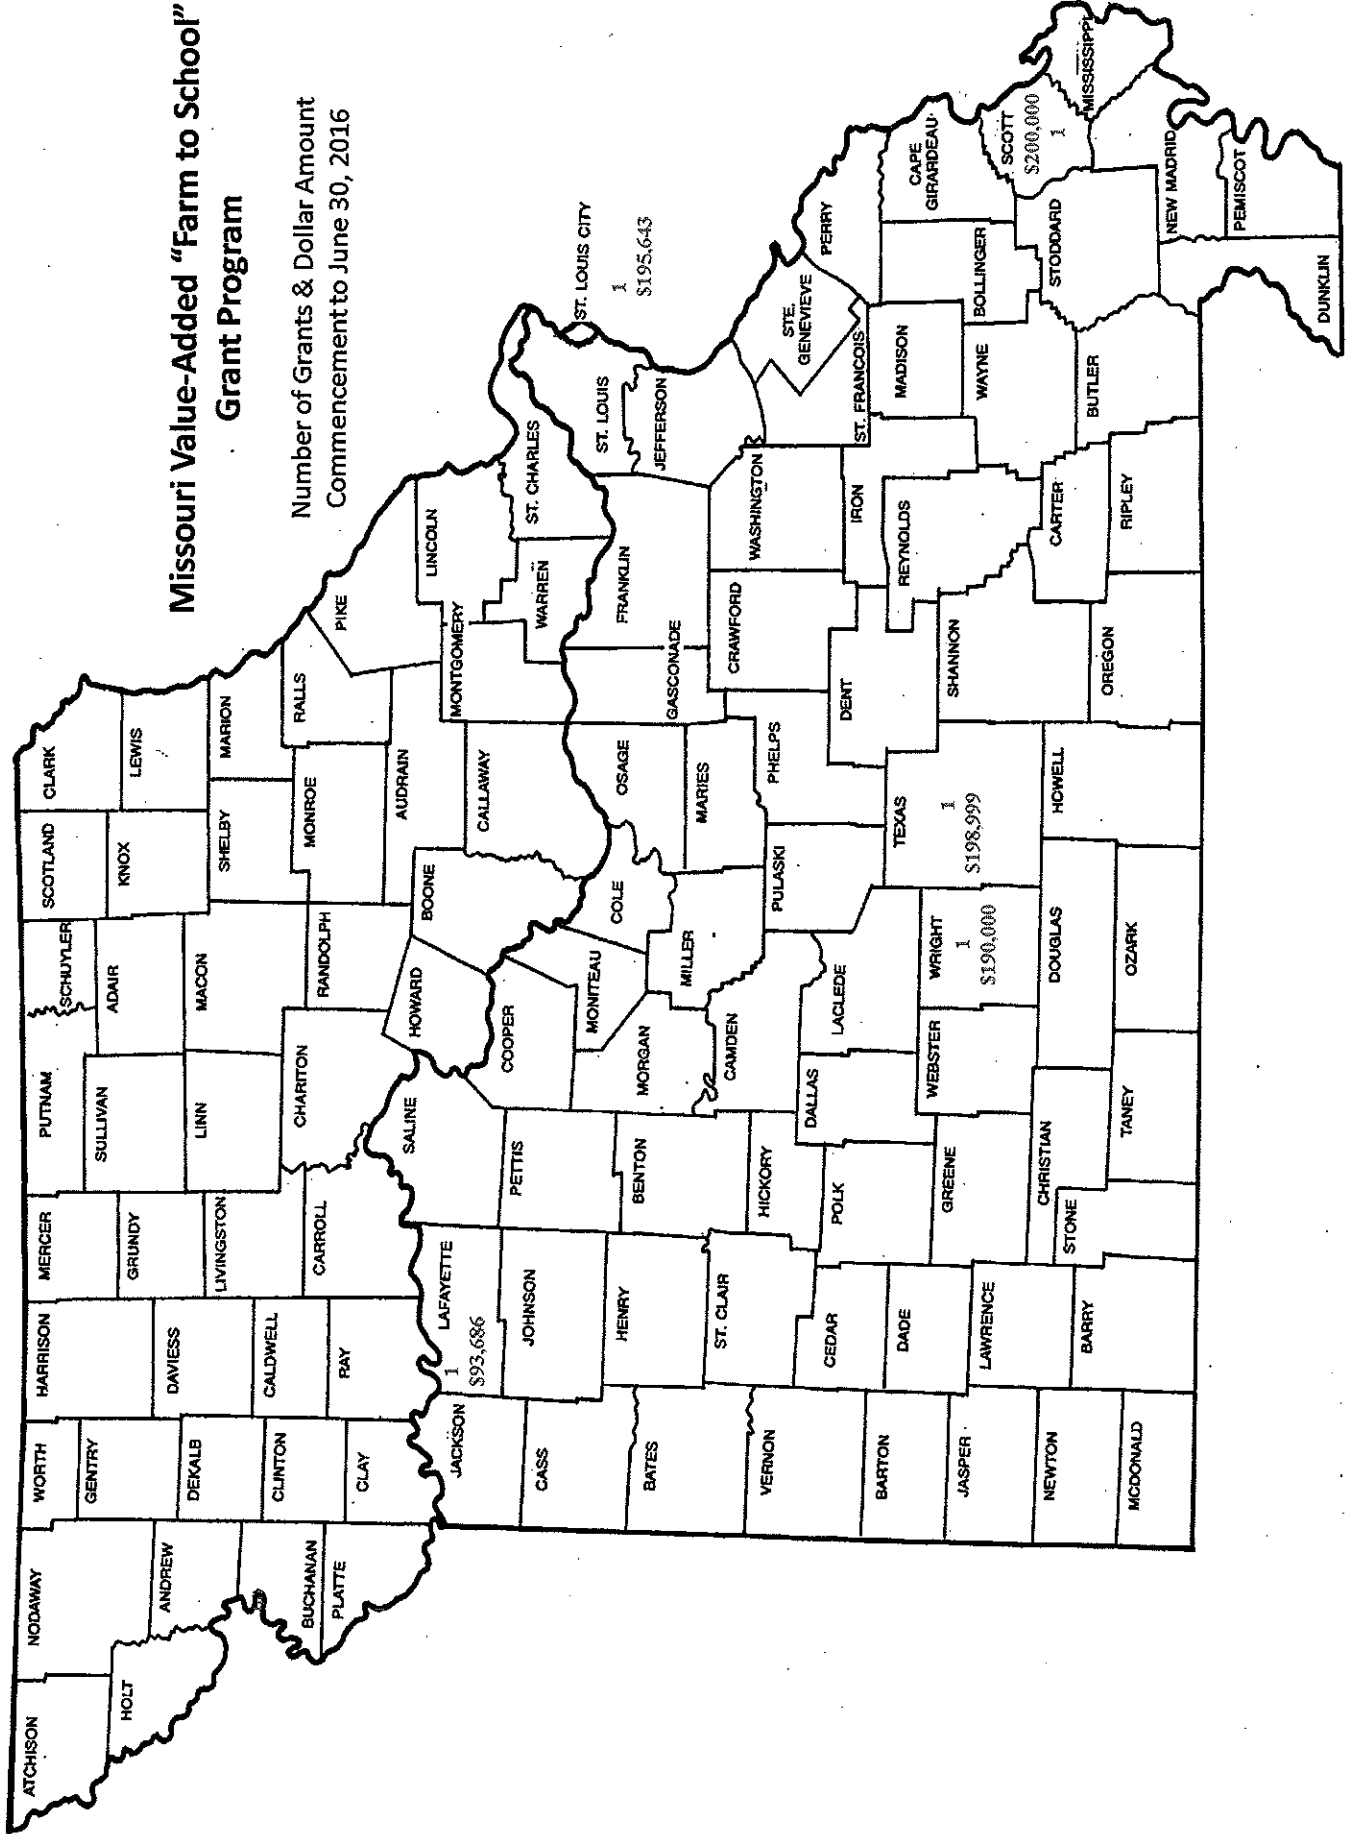 Missouri Value-Added "Farm to School"
Grant Program
Number of Grants & Dollar Amount
Commencement to June 30, 2016
ATCHISON
NODAWAY
WORTH
HARRISON
MERCER
PUTNAM
SCHUYLER
SCOTLAND
CLARK
HOLT
ANDREW
GENTRY
DAVIESS
GRUNDY
SULLIVAN
ADAIR
KNOX
LEWIS
DEKALB
LIVINGSTON
LINN
MACON
SHELBY
MARION
BUCHANAN
CLINTON
CALDWELL
CARROLL
CHARITON
RANDOLPH
MONROE
RALLS
PIKE
PLATTE
CLAY
RAY
SALINE
HOWARD
BOONE
AUDRAIN
MONTGOMERY
LINCOLN
JACKSON
LAFAYETTE
1
$93,686
COOPER
CALLAWAY
WARREN
ST. CHARLES
CASS
JOHNSON
PETTIS
MONITEAU
COLE
OSAGE
GASCONADE
FRANKLIN
ST. LOUIS
ST. LOUIS CITY
1
$195,643
BATES
HENRY
BENTON
MORGAN
MILLER
MARIES
CRAWFORD
WASHINGTON
JEFFERSON
VERNON
ST. CLAIR
HICKORY
CAMDEN
PULASKI
PHELPS
DENT
IRON
ST. FRANCOIS
STE.
GENEVIEVE
PERRY
BARTON
CEDAR
POLK
DALLAS
LACLEDE
TEXAS
1
$198,999
REYNOLDS
MADISON
BOLLINGER
CAPE
GIRARDEAU
JASPER
DADE
GREENE
WEBSTER
WRIGHT
1
$190,000
SHANNON
WAYNE
SCOTT
$200,000
1
MISSISSIPPI
NEWTON
LAWRENCE
CHRISTIAN
DOUGLAS
HOWELL
CARTER
BUTLER
STODDARD
MCDONALD
BARRY
STONE
TANEY
OZARK
OREGON
RIPLEY
NEW MADRID
PEMISCOT
DUNKLIN